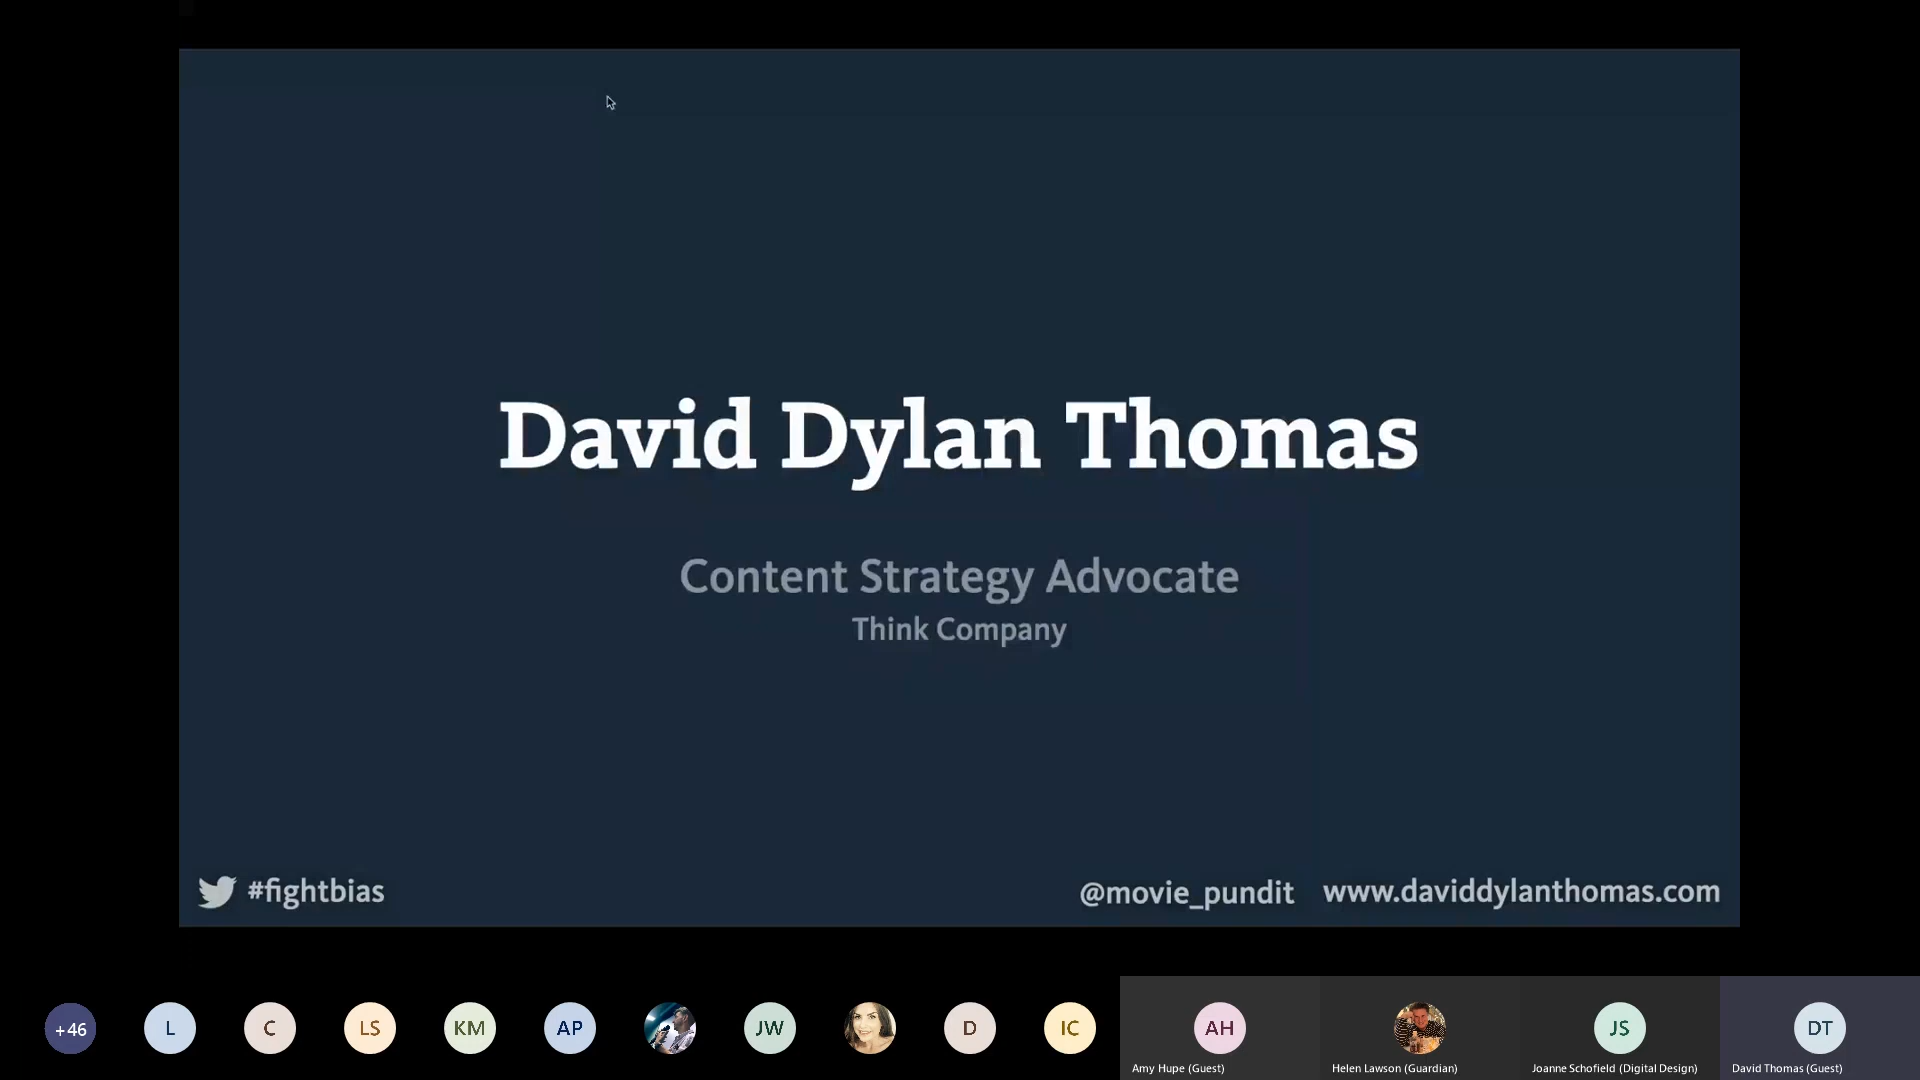 David Dylan Thomas
Content Strategy Advocate
Think Company
#fightbias
@movie_pundit
www.daviddylanthomas.com
+46
L
C
LS
KM
AP
JW
D
IC
AH
JS
DT
Amy Hupe (Guest)
Helen Lawson (Guardian)
Joanne Schofield (Digital Design)
David Thomas (Guest)